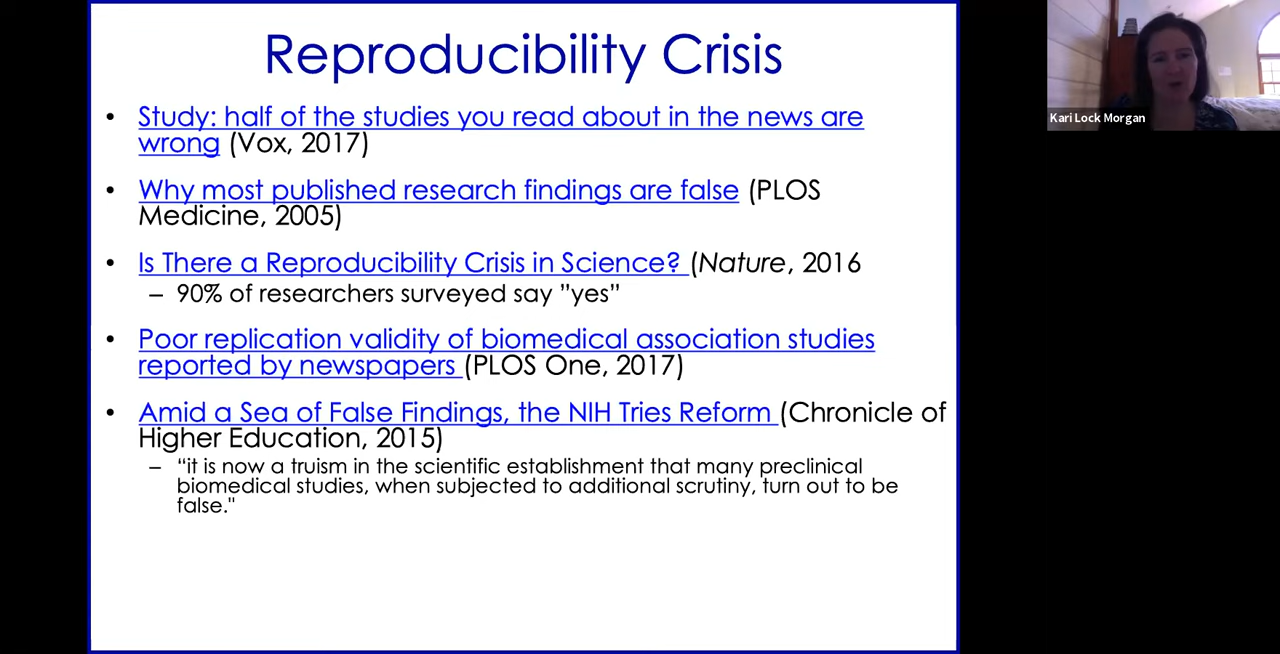 Reproducibility Crisis
• Study: half of the studies you read about in the news are
wrong (Vox, 2017)
• Why most published research findings are false (PLOS
Medicine, 2005)
• Is There a Reproducibility Crisis in Science? (Nature, 2016
– 90% of researchers surveyed say ”yes”
• Poor replication validity of biomedical association studies
reported by newspapers (PLOS One, 2017)
• Amid a Sea of False Findings, the NIH Tries Reform (Chronicle of
Higher Education, 2015)
– “it is now a truism in the scientific establishment that many preclinical
biomedical studies, when subjected to additional scrutiny, turn out to be
false."
Kari Lock Morgan